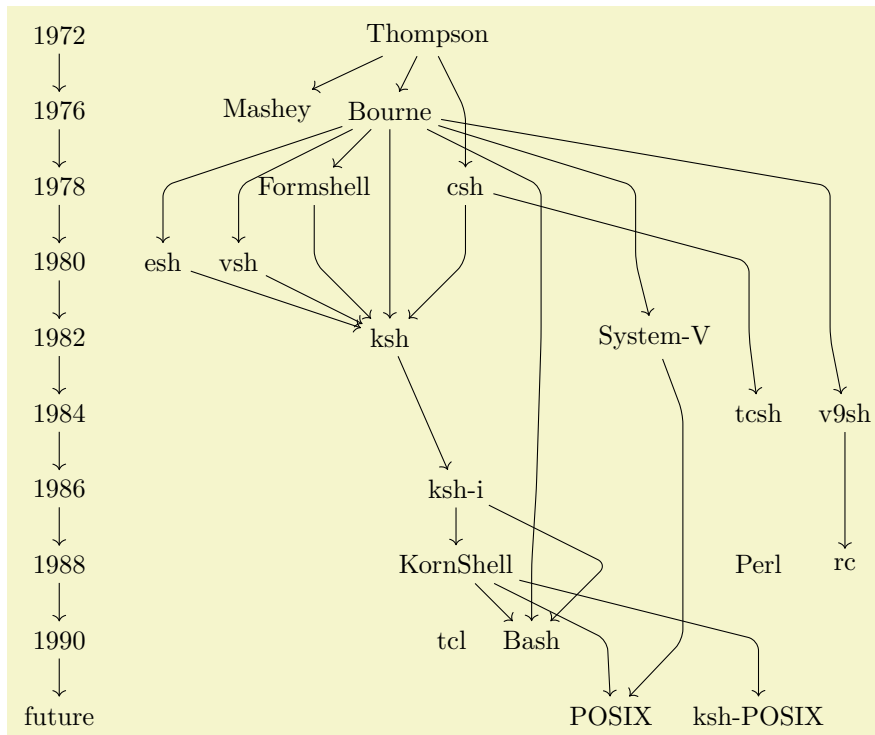 1972 Thompson
1976 Mashey Bourne
1978 Formshell csh
1980 esh vsh
1982 ksh System-V
1984 tcsh v9sh
1986 ksh-i
1988 KornShell Perl rc
1990 tcl Bash
future POSIX ksh-POSIX